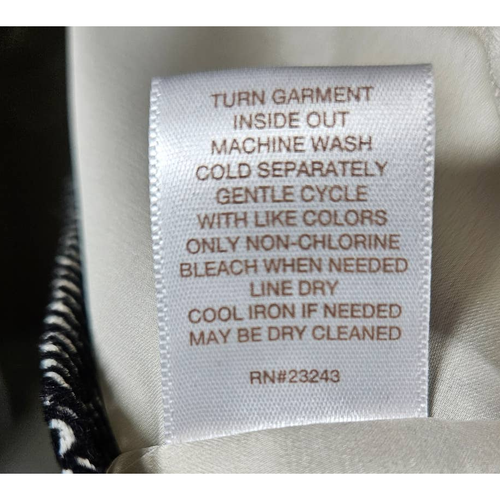 TURN GARMENT
INSIDE OUT
MACHINE WASH
COLD SEPARATELY
GENTLE CYCLE
WITH LIKE COLORS
ONLY NON-CHLORINE
BLEACH WHEN NEEDED
LINE DRY
COOL IRON IF NEEDED
MAY BE DRY CLEANED
RN#23243